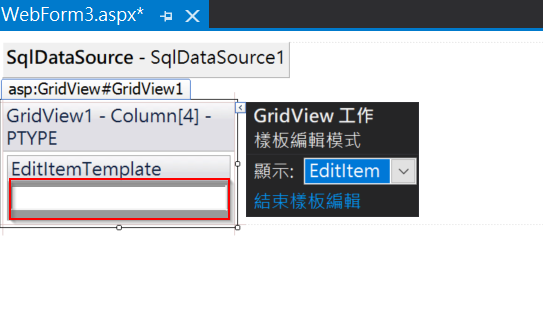 WebForm3.aspx*
SqlDataSource - SqlDataSource1
asp:GridView#GridView1
GridView1 - Column[4] -
PTYPE
EditItemTemplate
GridView 工作
樣板編輯模式
顯示: EditItem
結束樣板編輯